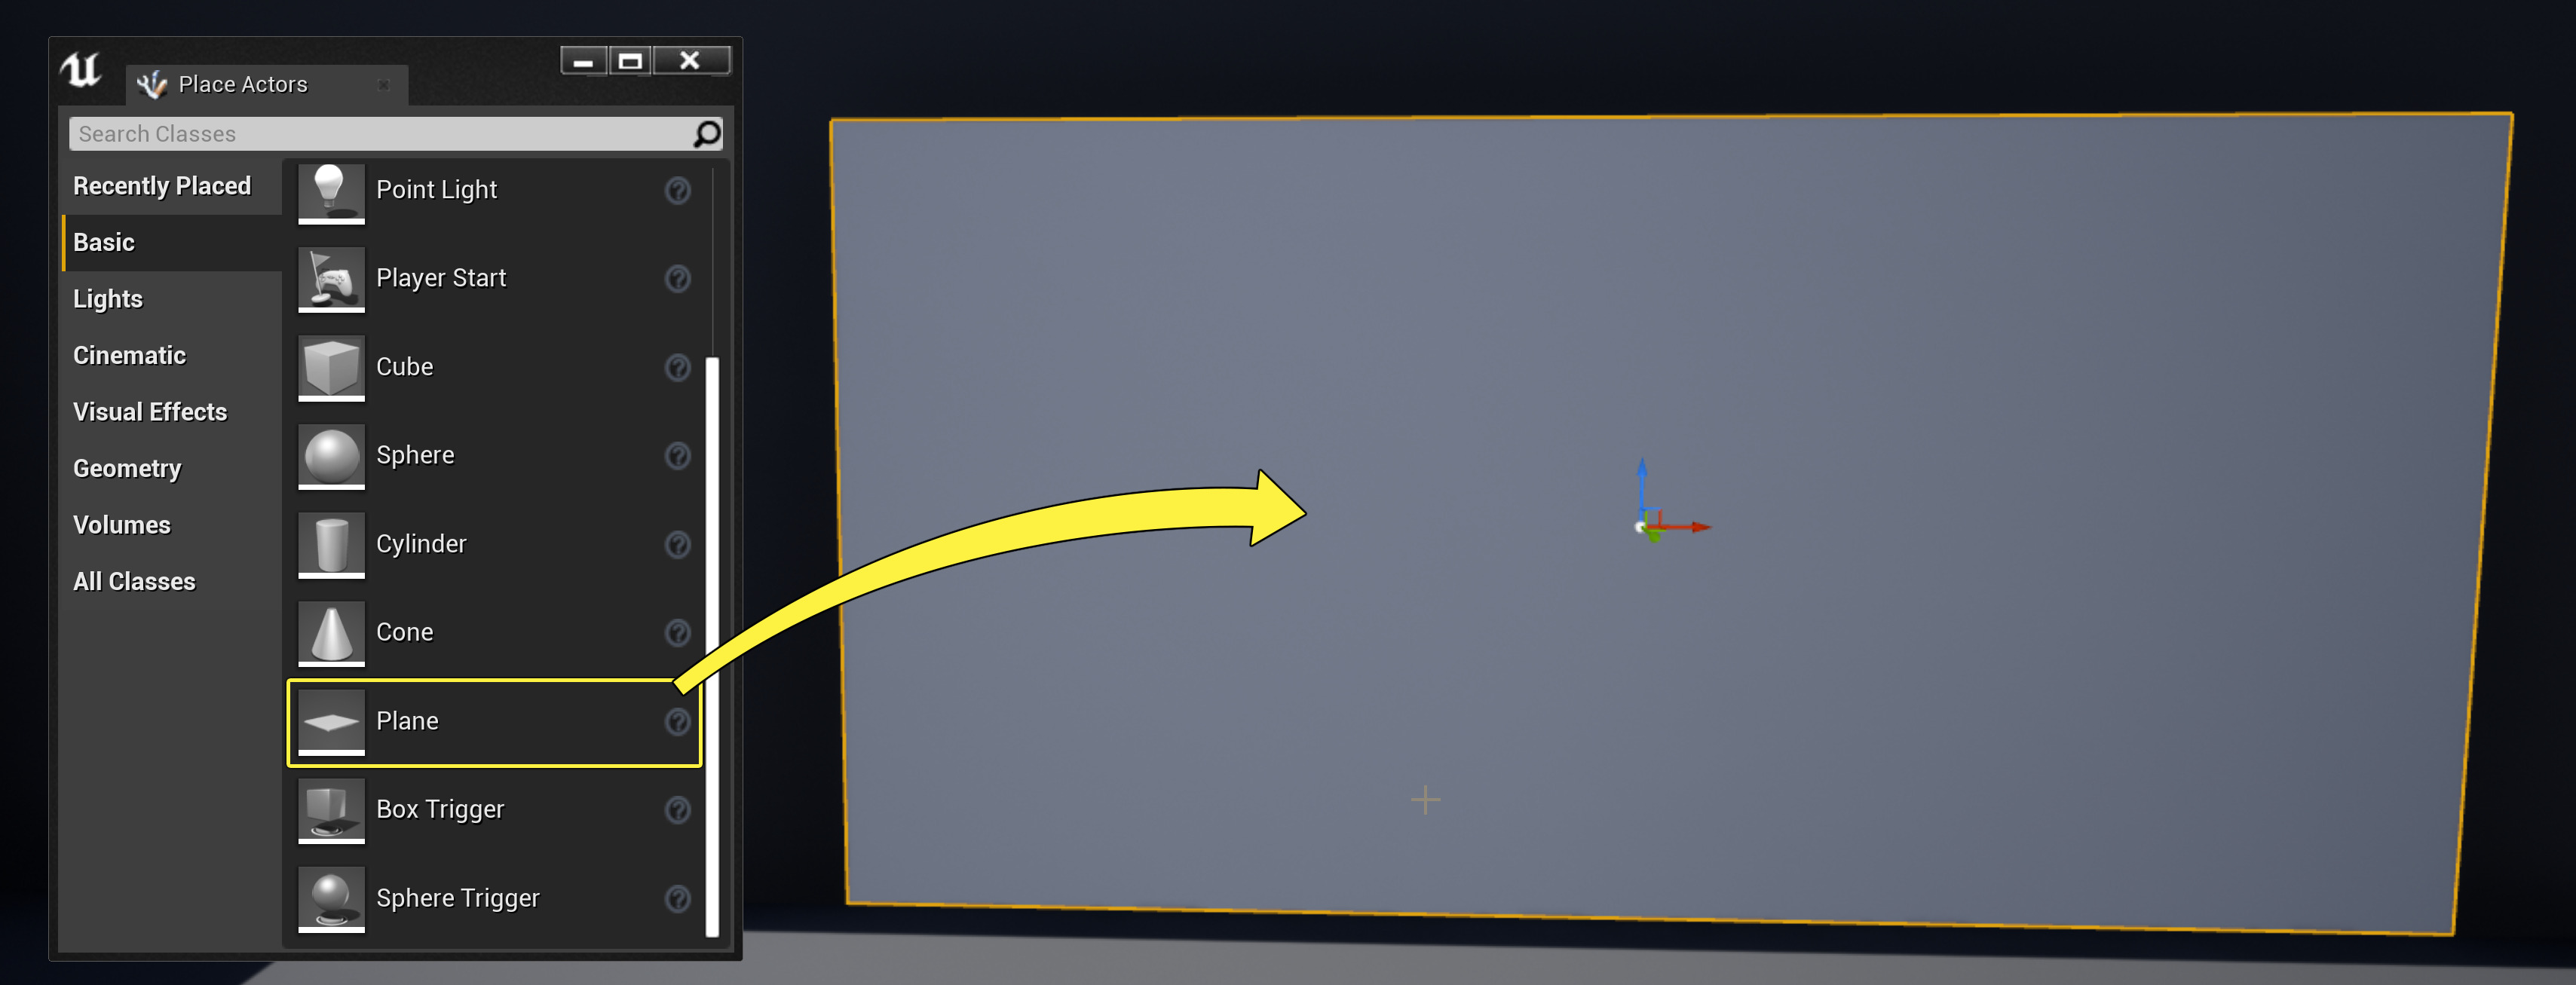 Place Actors
Search Classes
Recently Placed
Basic
Lights
Cinematic
Visual Effects
Geometry
Volumes
All Classes
Point Light
Player Start
Cube
Sphere
Cylinder
Cone
Plane
Box Trigger
Sphere Trigger